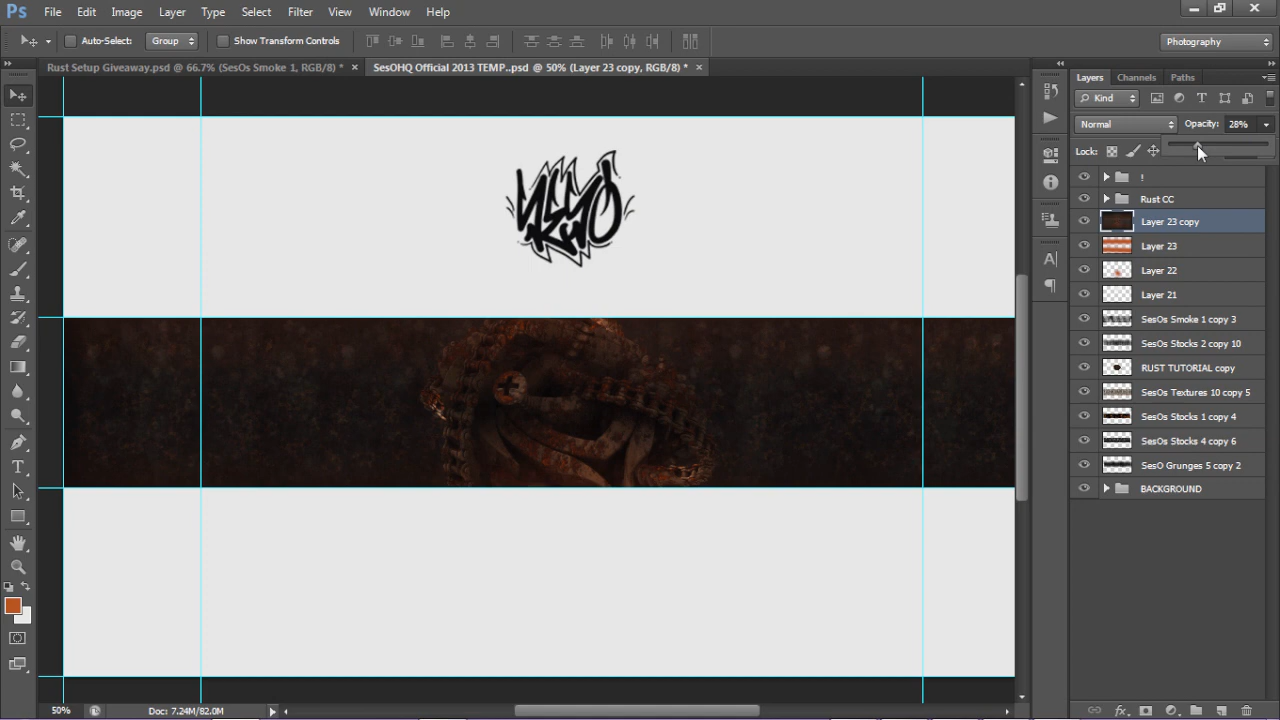 Ps File Edit Image Layer Type Select Filter View Window Help
Auto-Select: Group Show Transform Controls Photography
Rust Setup Giveaway.psd @ 66.7% (SesOs Smoke 1, RGB/8) * × SesOHQ Official 2013 TEMP..psd @ 50% (Layer 23 copy, RGB/8) * ×
Layers Channels Paths
Kind
Normal Opacity: 28%
Lock:
!
Rust CC
Layer 23 copy
Layer 23
Layer 22
Layer 21
SesOs Smoke 1 copy 3
SesOs Stocks 2 copy 10
RUST TUTORIAL copy
SesOs Textures 10 copy 5
SesOs Stocks 1 copy 4
SesOs Stocks 4 copy 6
SesO Grunges 5 copy 2
BACKGROUND
50% Doc: 7.24M/82.0M